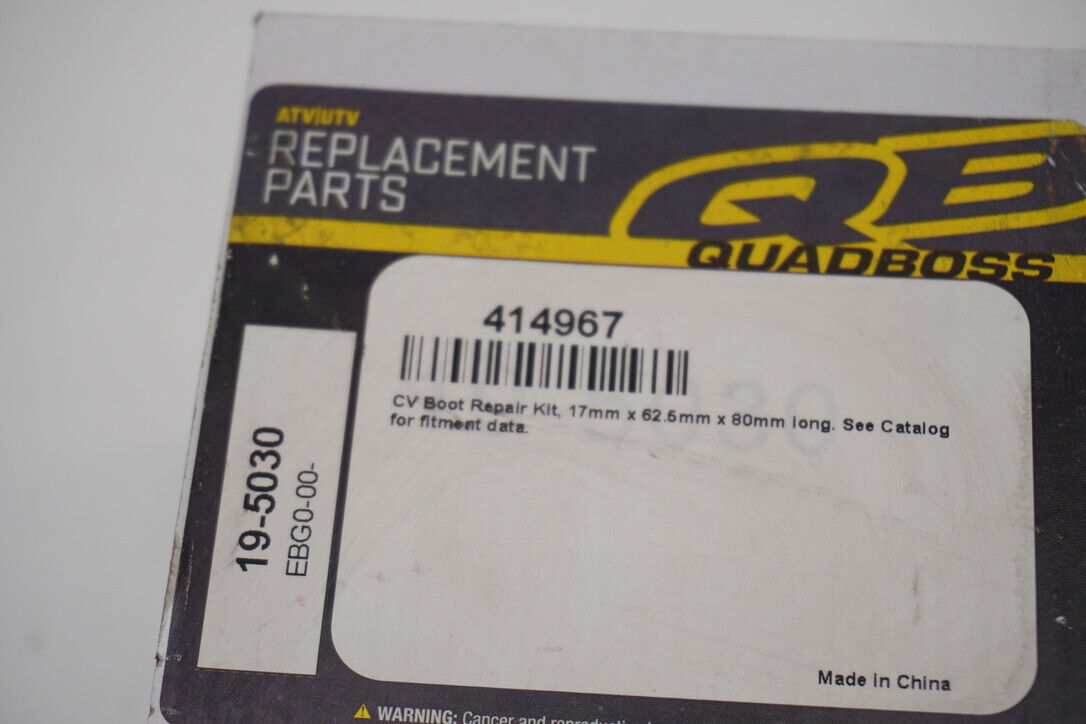 ATV|UTV
REPLACEMENT
PARTS
QB
QUADBOSS
414967
CV Boot Repair Kit, 17mm x 62.5mm x 80mm long. See Catalog
for fitment data.
19-5030
EBG0-00-
Made in China
WARNING: Cancer and reproductive